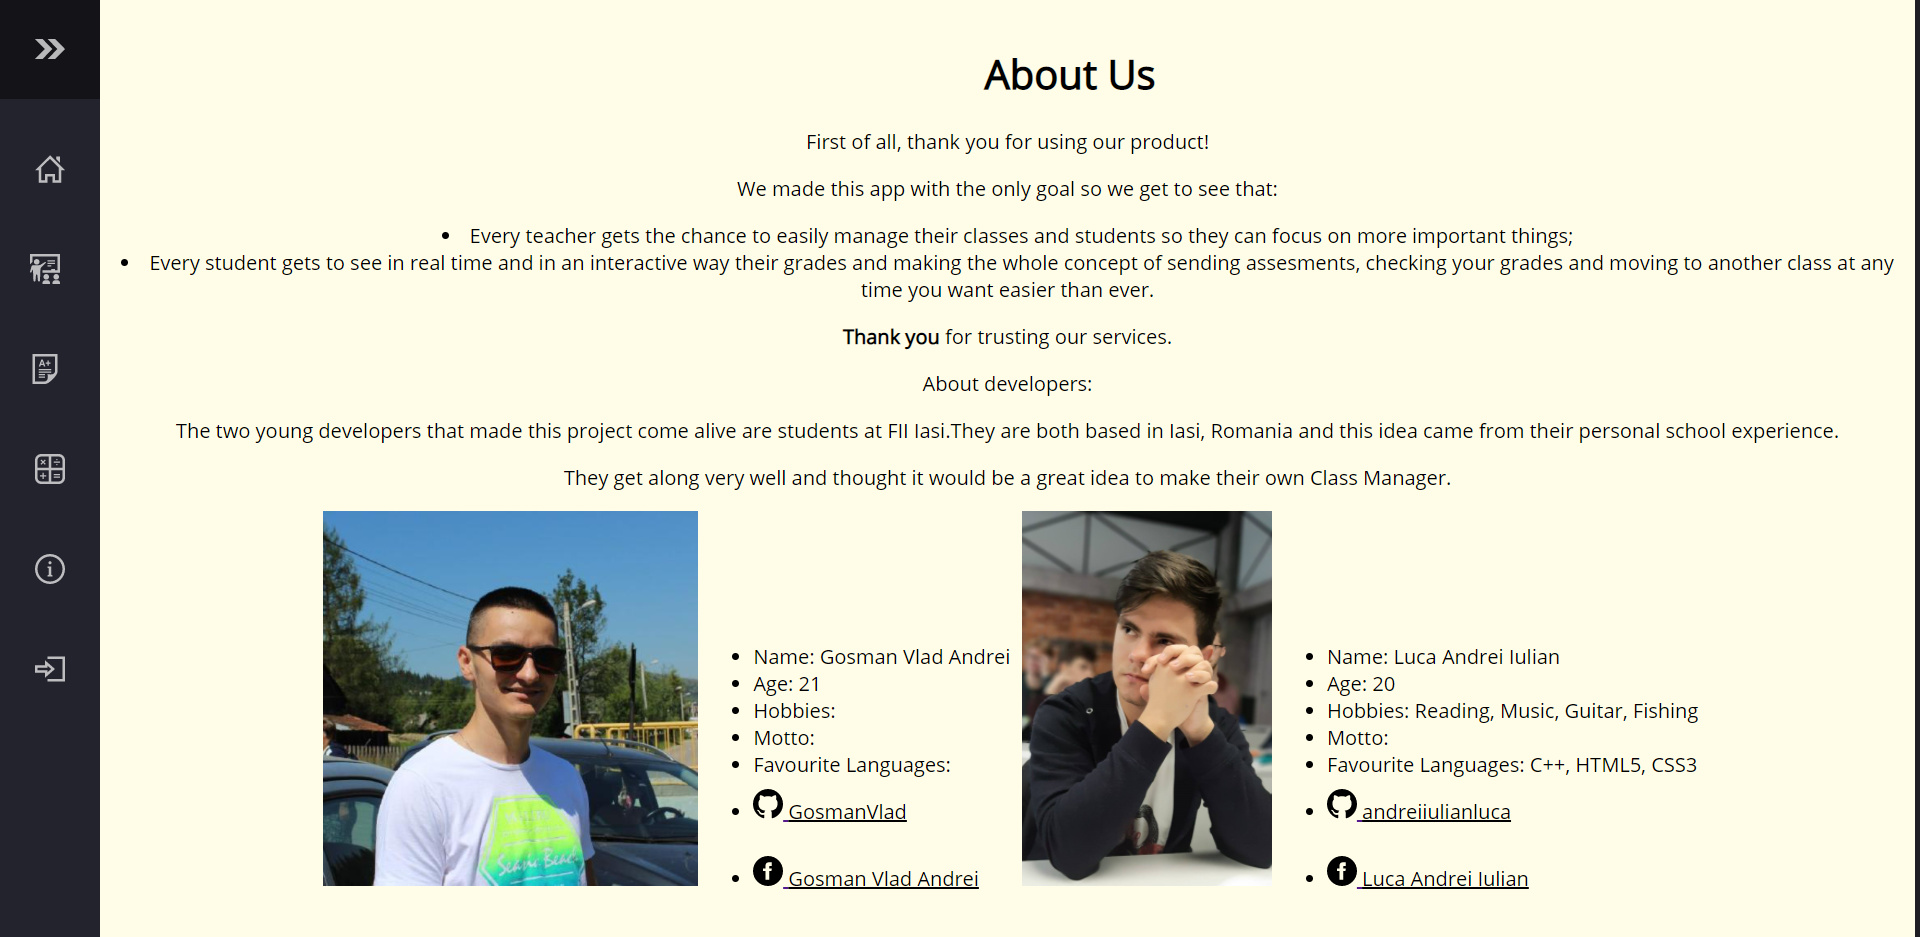 About Us
First of all, thank you for using our product!
We made this app with the only goal so we get to see that:
Every teacher gets the chance to easily manage their classes and students so they can focus on more important things;
Every student gets to see in real time and in an interactive way their grades and making the whole concept of sending assesments, checking your grades and moving to another class at any
time you want easier than ever.
Thank you for trusting our services.
About developers:
The two young developers that made this project come alive are students at FII Iasi.They are both based in Iasi, Romania and this idea came from their personal school experience.
They get along very well and thought it would be a great idea to make their own Class Manager.
Name: Gosman Vlad Andrei
Age: 21
Hobbies:
Motto:
Favourite Languages:
GosmanVlad
Gosman Vlad Andrei
Name: Luca Andrei Iulian
Age: 20
Hobbies: Reading, Music, Guitar, Fishing
Motto:
Favourite Languages: C++, HTML5, CSS3
andreiiulianluca
Luca Andrei Iulian
A+